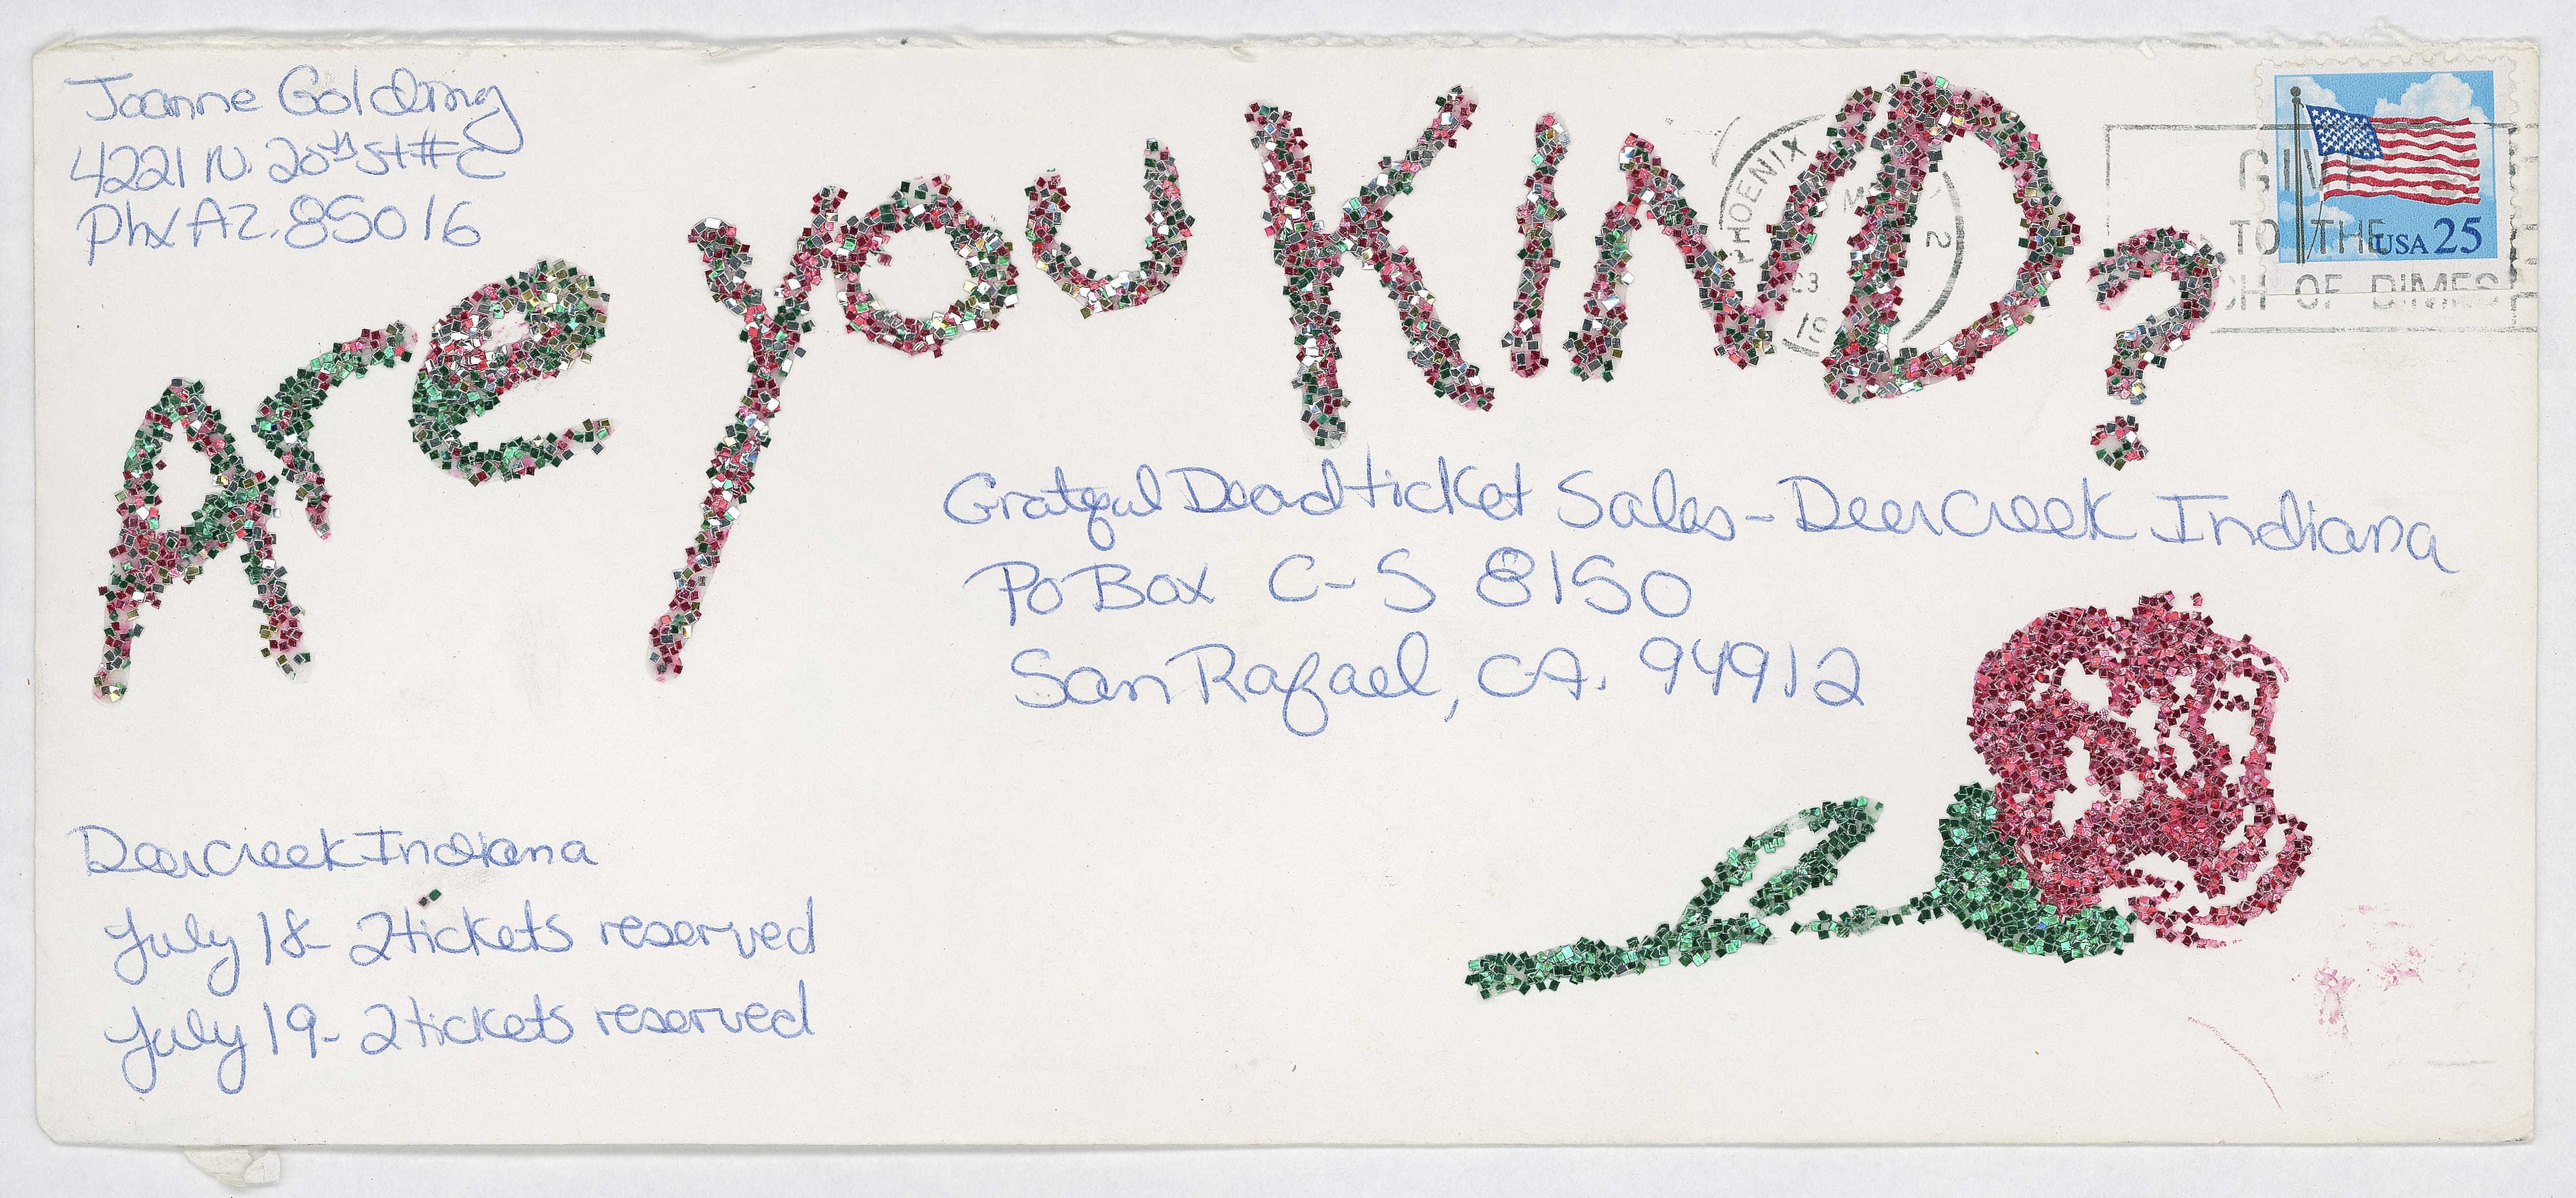 Joanne Golding
4221 N. 20th St #C
Phx AZ. 85016
Are you KIND?
PHOENIX
GIVE
TO THE
CH OF DIMES
USA 25
Grateful Dead ticket Sales - Deercreek Indiana
PO Box C-S 8150
San Rafael, CA. 94912
Deercreek Indiana
July 18- 2 tickets reserved
July 19- 2 tickets reserved